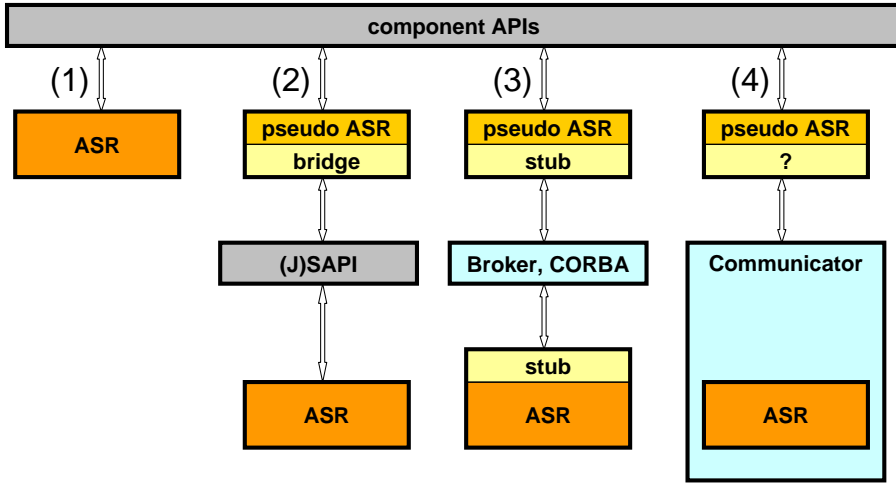 component APIs
(1)
(2)
(3)
(4)
ASR
pseudo ASR
bridge
pseudo ASR
stub
pseudo ASR
?
(J)SAPI
Broker, CORBA
Communicator
stub
ASR
ASR
ASR